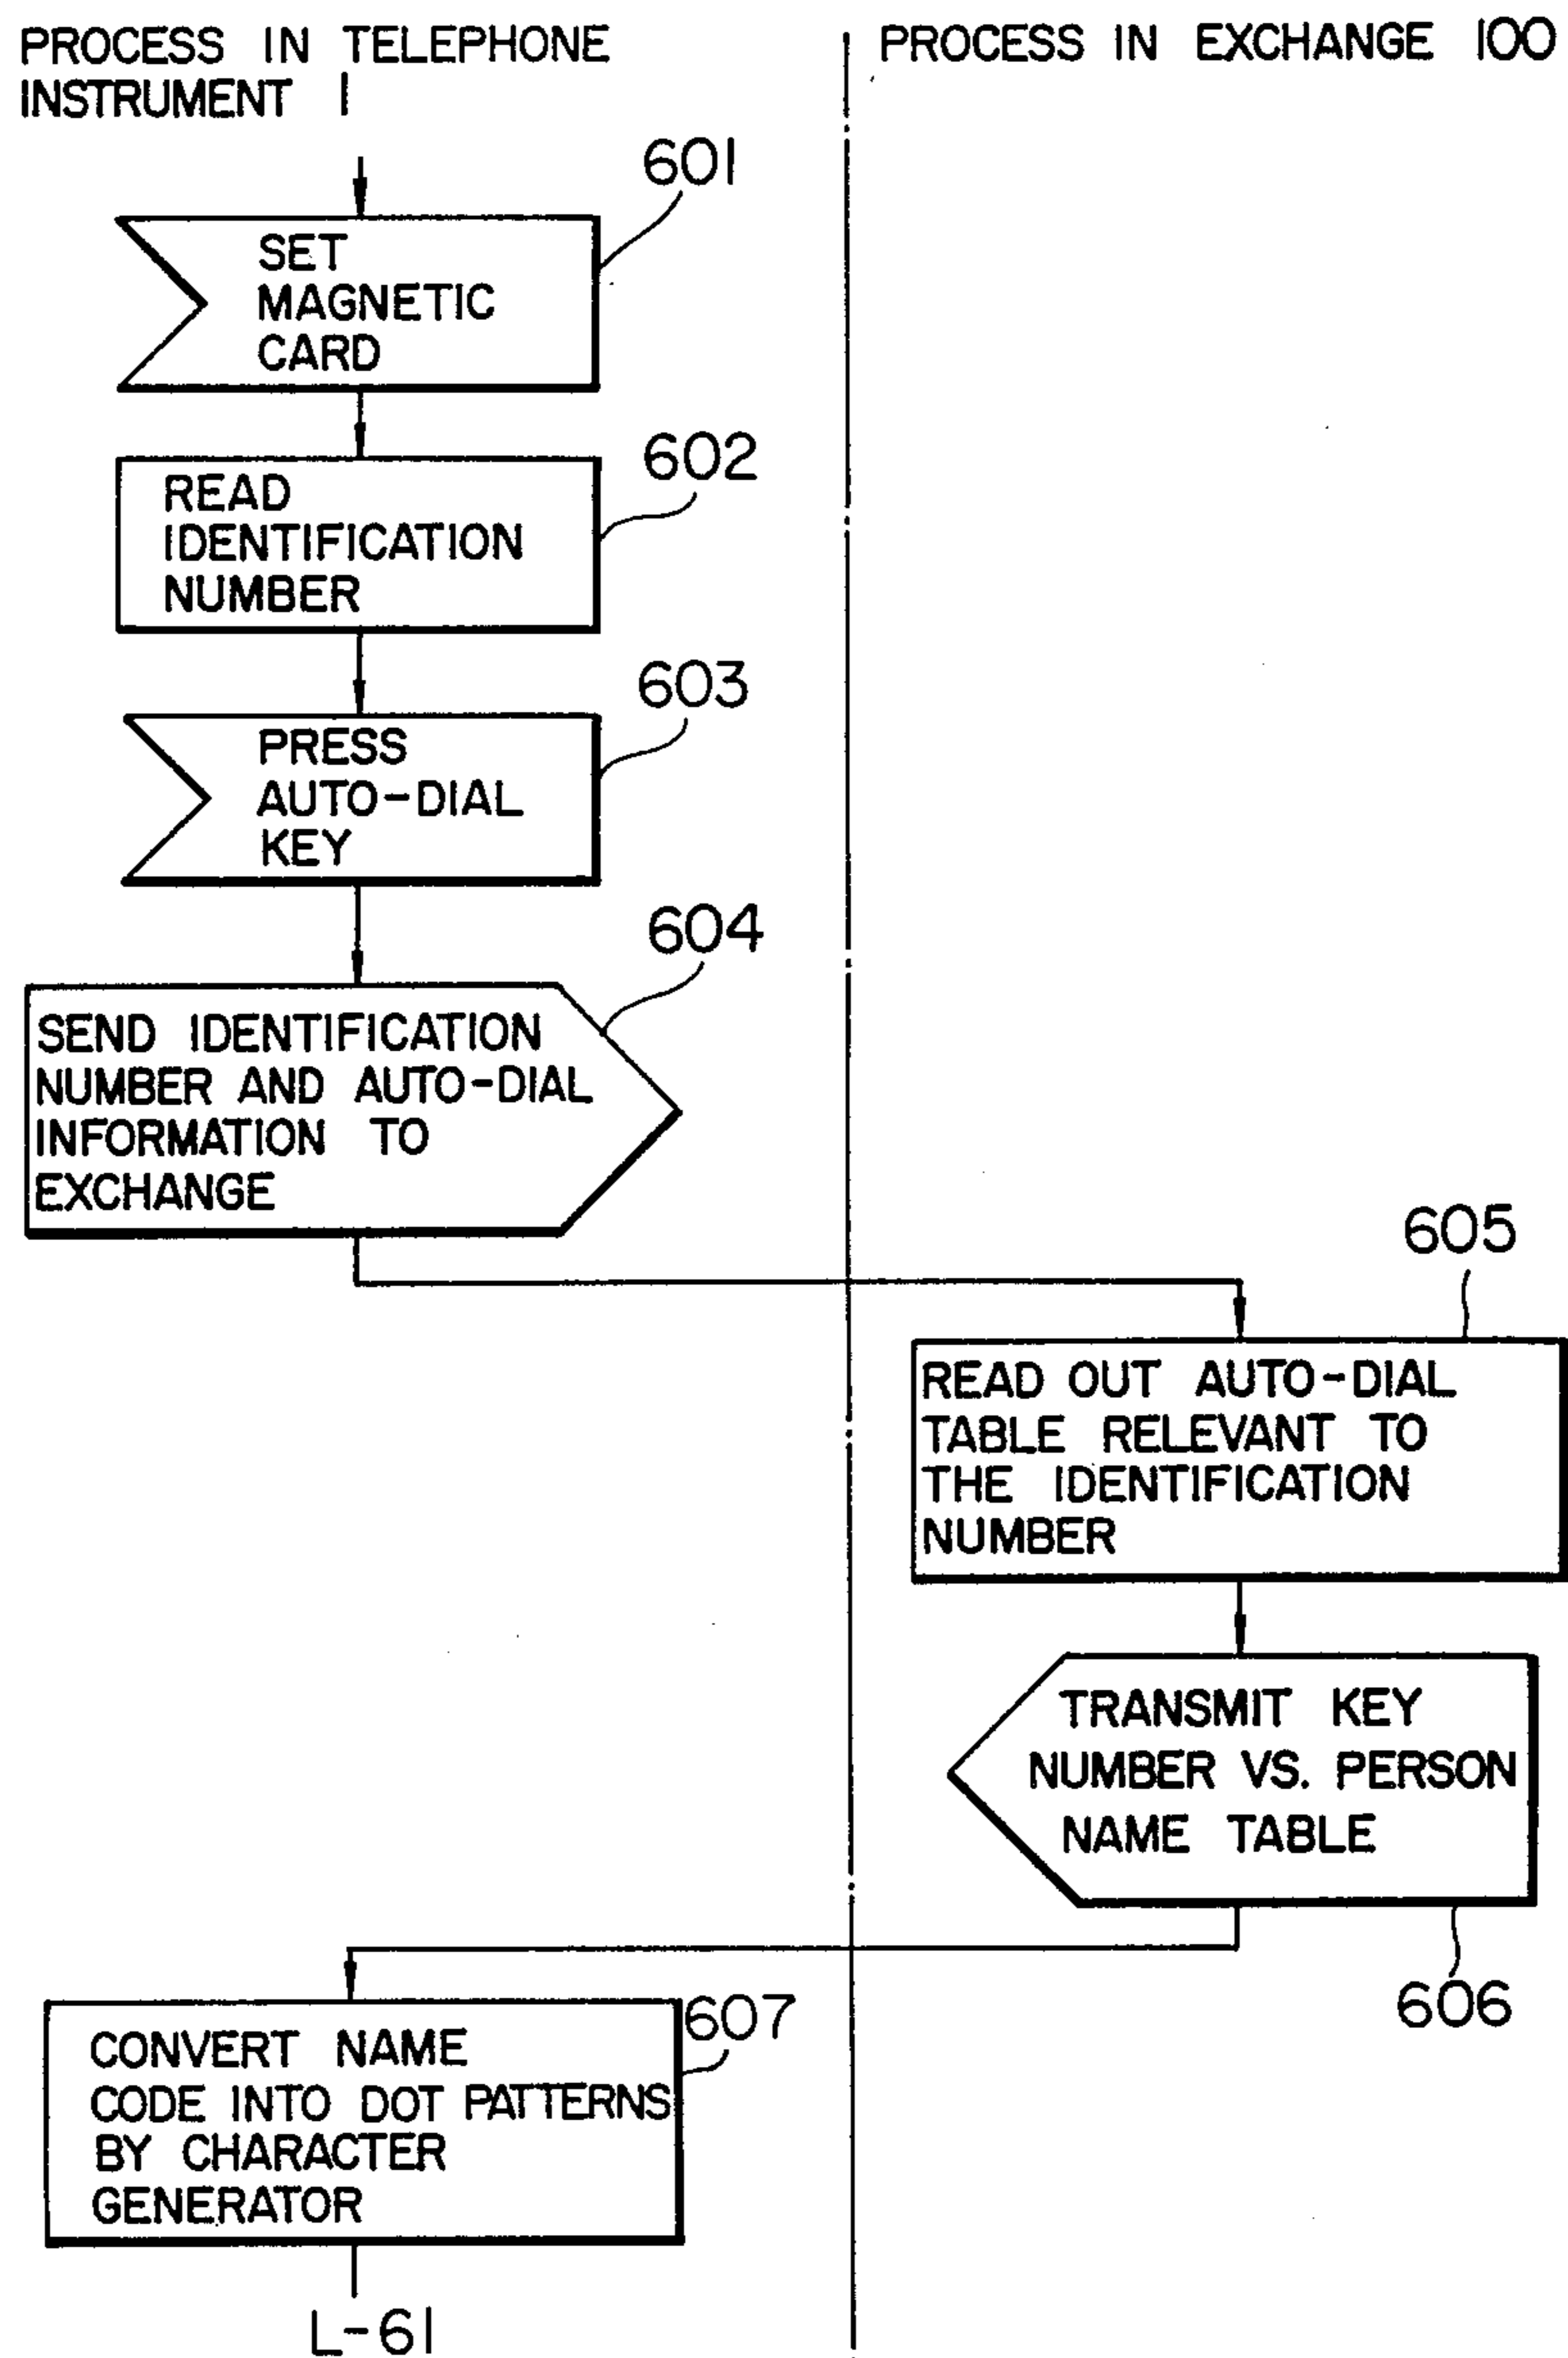 PROCESS IN TELEPHONE
INSTRUMENT 1
PROCESS IN EXCHANGE 100
601
SET
MAGNETIC
CARD
602
READ
IDENTIFICATION
NUMBER
603
PRESS
AUTO-DIAL
KEY
604
SEND IDENTIFICATION
NUMBER AND AUTO-DIAL
INFORMATION TO
EXCHANGE
605
READ OUT AUTO-DIAL
TABLE RELEVANT TO
THE IDENTIFICATION
NUMBER
TRANSMIT KEY
NUMBER VS. PERSON
NAME TABLE
606
607
CONVERT NAME
CODE INTO DOT PATTERNS
BY CHARACTER
GENERATOR
L-61